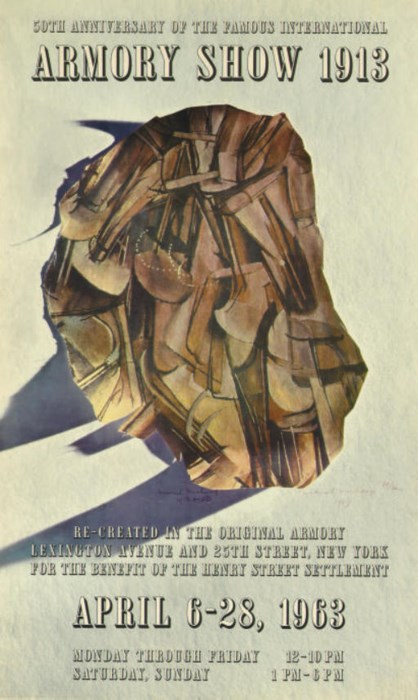 50TH ANNIVERSARY OF THE FAMOUS INTERNATIONAL
ARMORY SHOW 1913
RE-CREATED IN THE ORIGINAL ARMORY
LEXINGTON AVENUE AND 25TH STREET, NEW YORK
FOR THE BENEFIT OF THE HENRY STREET SETTLEMENT
APRIL 6-28, 1963
MONDAY THROUGH FRIDAY 12-10 PM
SATURDAY, SUNDAY 1 PM-6 PM